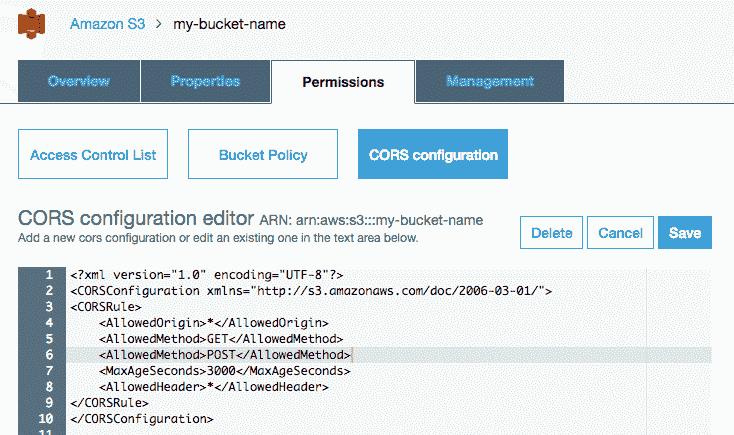 Amazon S3 > my-bucket-name
Overview Properties Permissions Management
Access Control List Bucket Policy CORS configuration
CORS configuration editor ARN: arn:aws:s3:::my-bucket-name
Add a new cors configuration or edit an existing one in the text area below.
Delete Cancel Save
1 <?xml version="1.0" encoding="UTF-8"?>
2 <CORSConfiguration xmlns="http://s3.amazonaws.com/doc/2006-03-01/">
3 <CORSRule>
4 <AllowedOrigin>*</AllowedOrigin>
5 <AllowedMethod>GET</AllowedMethod>
6 <AllowedMethod>POST</AllowedMethod>
7 <MaxAgeSeconds>3000</MaxAgeSeconds>
8 <AllowedHeader>*</AllowedHeader>
9 </CORSRule>
10 </CORSConfiguration>
11